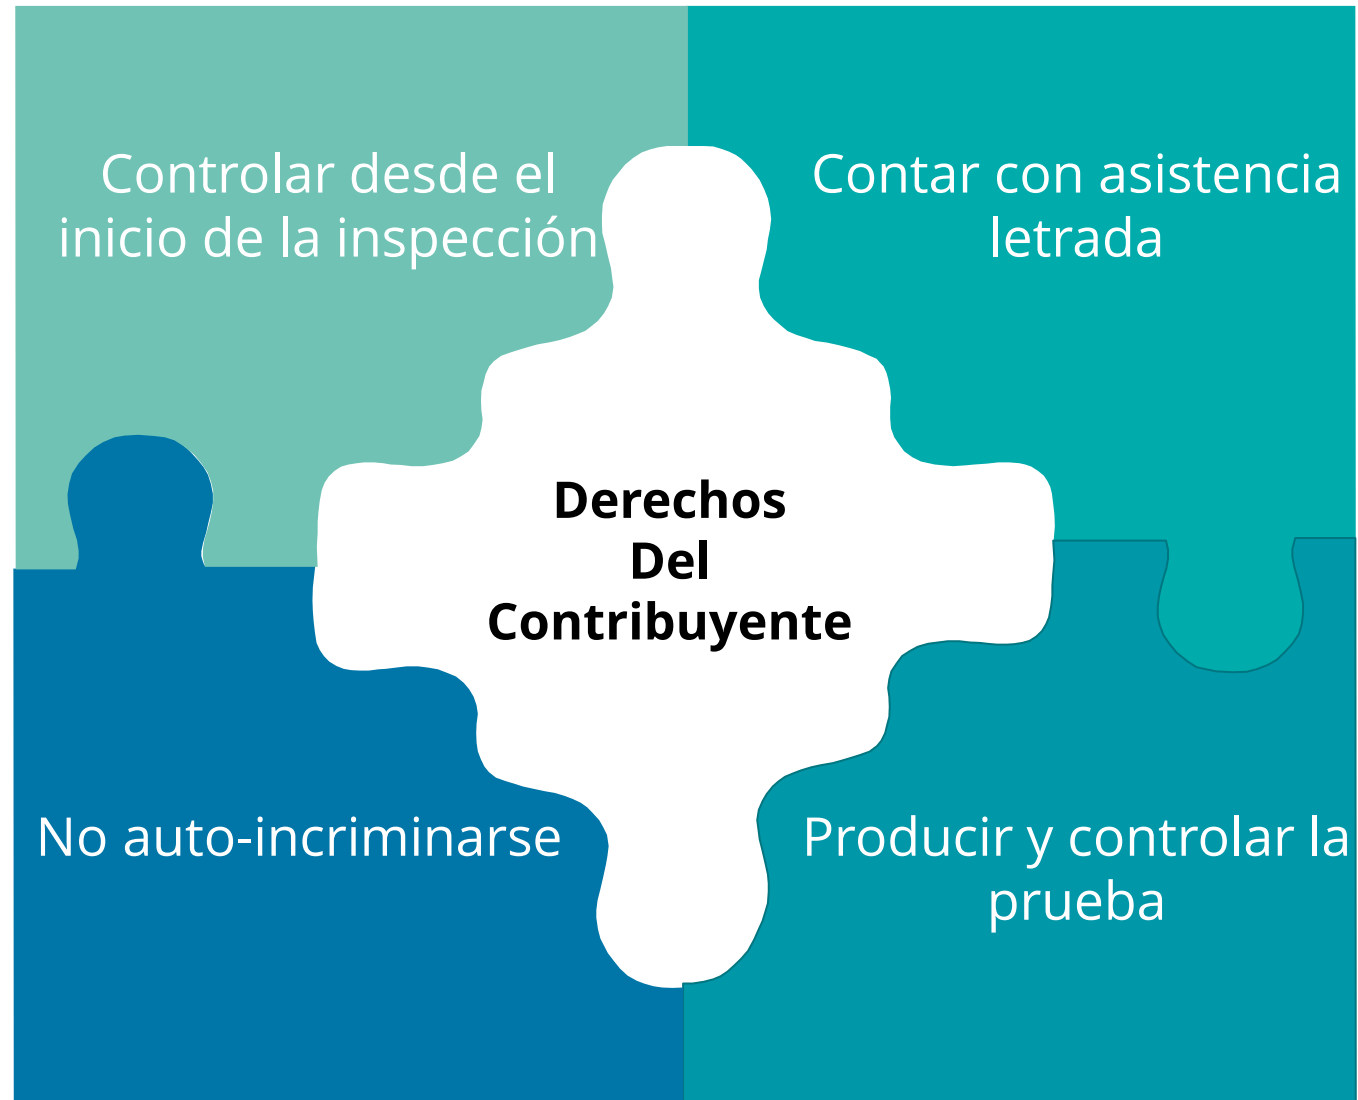 Controlar desde el
inicio de la inspección
Contar con asistencia
letrada
Derechos
Del
Contribuyente
No auto-incriminarse
Producir y controlar la
prueba